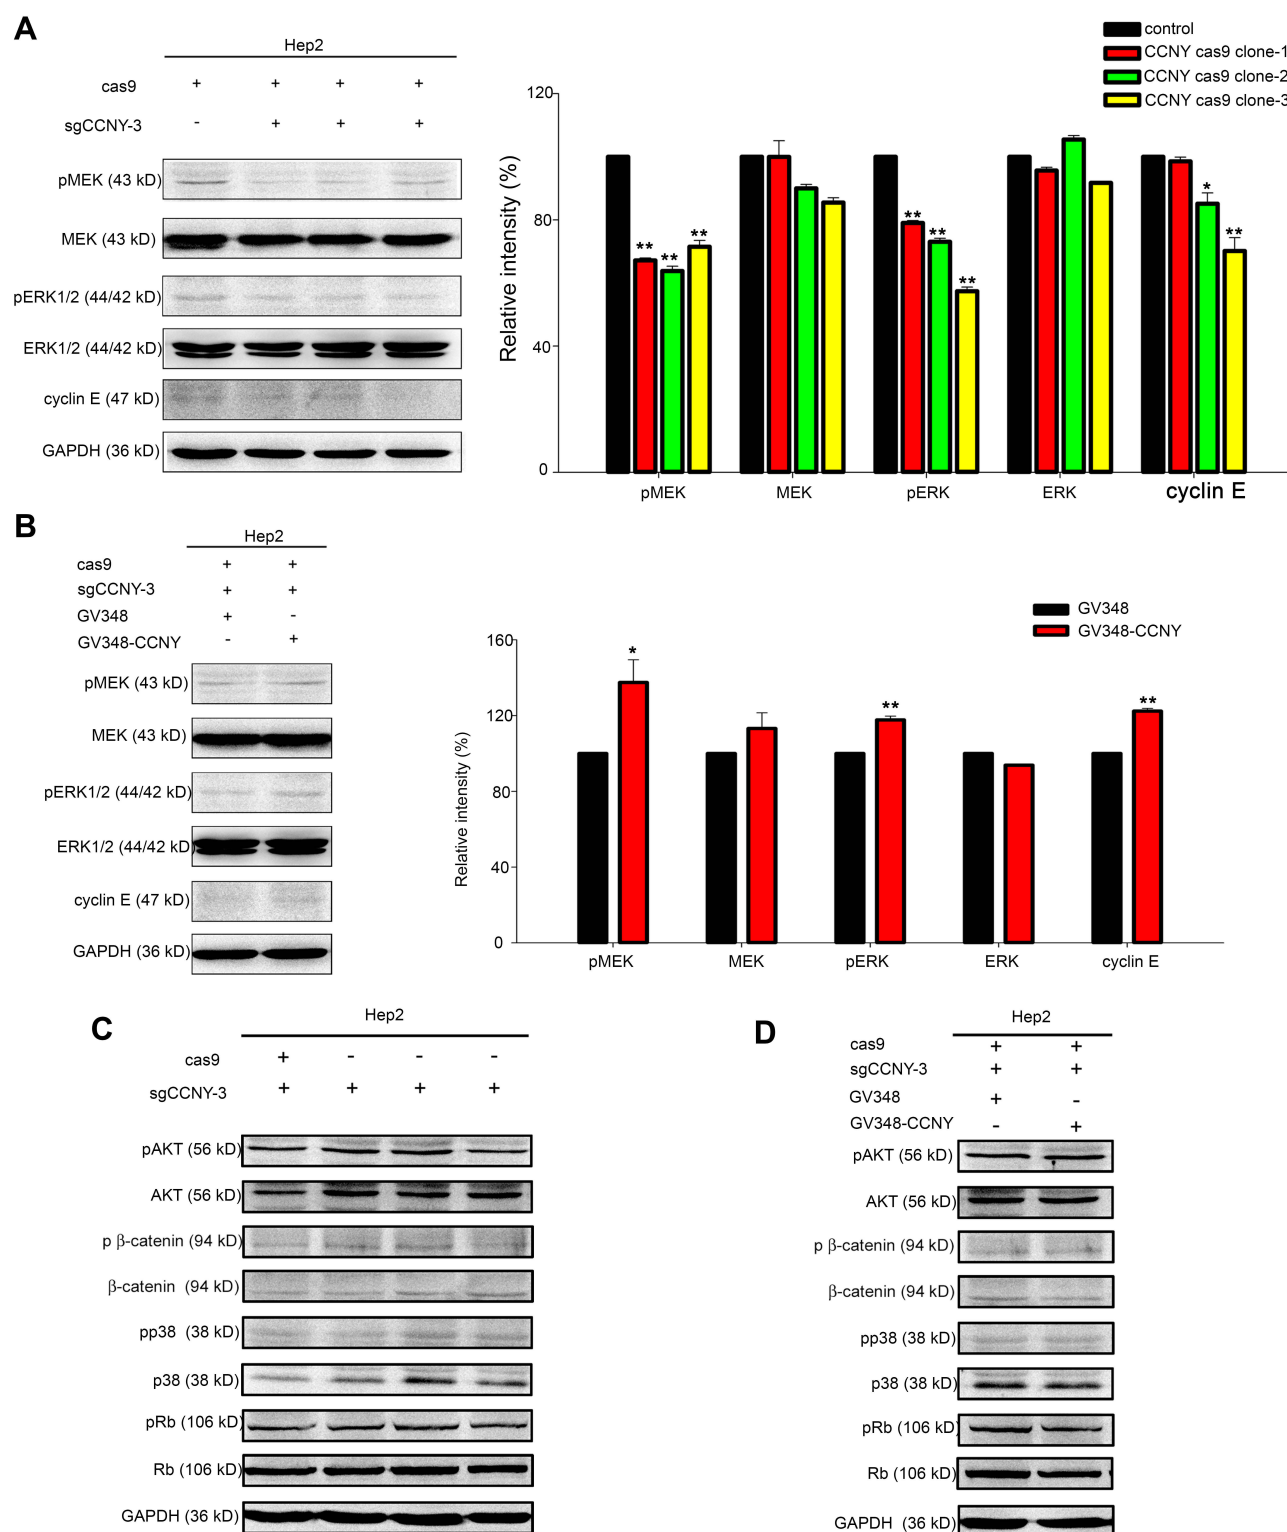 A
Hep2
cas9 + + + +
sgCCNY-3 - + + +
pMEK (43 kD)
MEK (43 kD)
pERK1/2 (44/42 kD)
ERK1/2 (44/42 kD)
cyclin E (47 kD)
GAPDH (36 kD)
control
CCNY cas9 clone-1
CCNY cas9 clone-2
CCNY cas9 clone-3
Relative intensity (%)
120
80
40
0
** ** **
** ** **
* **
pMEK MEK pERK ERK cyclin E
B
Hep2
cas9 + +
sgCCNY-3 + +
GV348 + -
GV348-CCNY - +
pMEK (43 kD)
MEK (43 kD)
pERK1/2 (44/42 kD)
ERK1/2 (44/42 kD)
cyclin E (47 kD)
GAPDH (36 kD)
GV348
GV348-CCNY
Relative intensity (%)
160
120
80
40
0
* ** **
pMEK MEK pERK ERK cyclin E
C
Hep2
cas9 + - - -
sgCCNY-3 + + + +
pAKT (56 kD)
AKT (56 kD)
p β-catenin (94 kD)
β-catenin (94 kD)
pp38 (38 kD)
p38 (38 kD)
pRb (106 kD)
Rb (106 kD)
GAPDH (36 kD)
D
Hep2
cas9 + +
sgCCNY-3 + +
GV348 + -
GV348-CCNY - +
pAKT (56 kD)
AKT (56 kD)
p β-catenin (94 kD)
β-catenin (94 kD)
pp38 (38 kD)
p38 (38 kD)
pRb (106 kD)
Rb (106 kD)
GAPDH (36 kD)